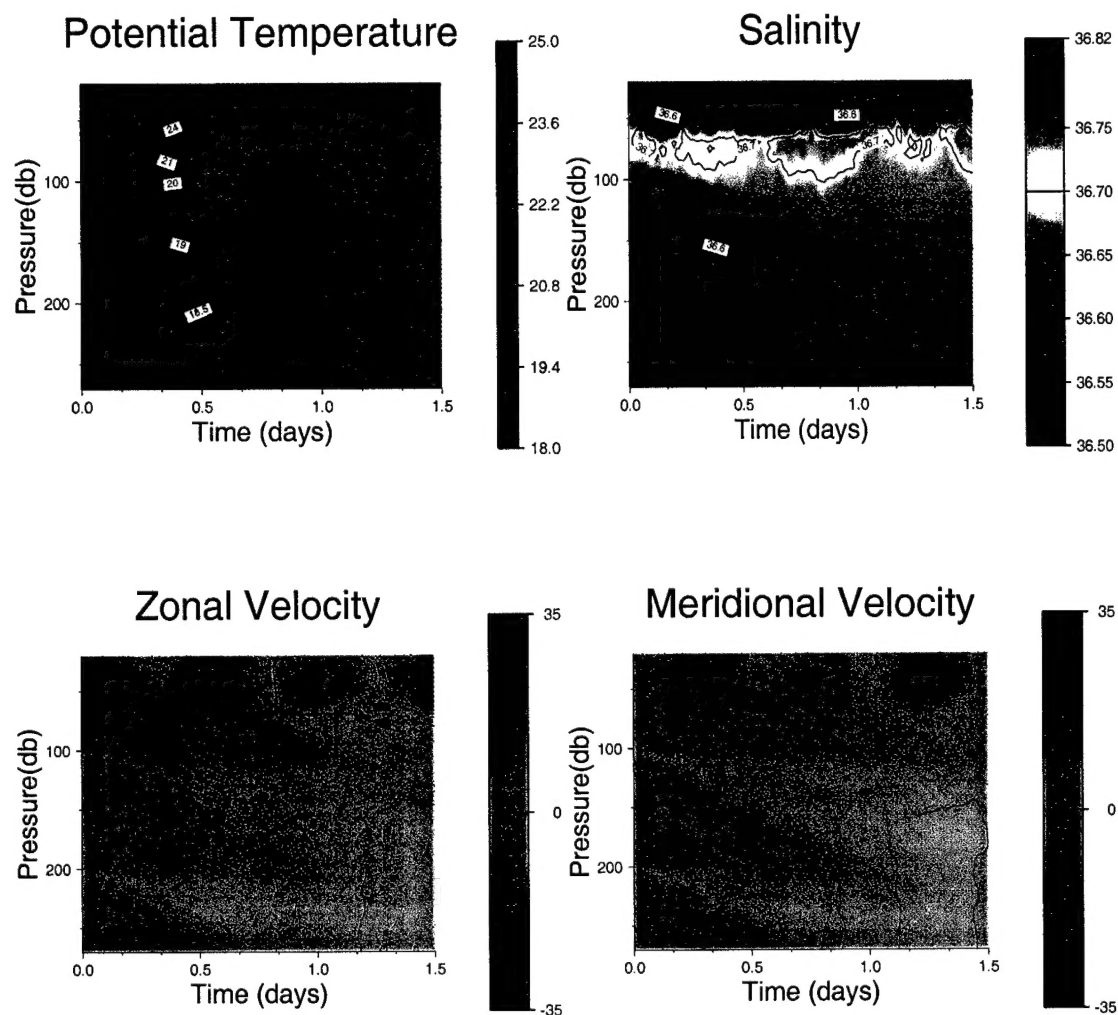 Potential Temperature
25.0
23.6
22.2
20.8
19.4
18.0
24
21
20
19
18.5
Pressure(db)
100
200
0.0 0.5 1.0 1.5
Time (days)
Salinity
36.82
36.75
36.70
36.65
36.60
36.55
36.50
36.6 36.6
36.7 36.7
36.6
Pressure(db)
100
200
0.0 0.5 1.0 1.5
Time (days)
Zonal Velocity
35
0
-35
Pressure(db)
100
200
0.0 0.5 1.0 1.5
Time (days)
Meridional Velocity
35
0
-35
Pressure(db)
100
200
0.0 0.5 1.0 1.5
Time (days)